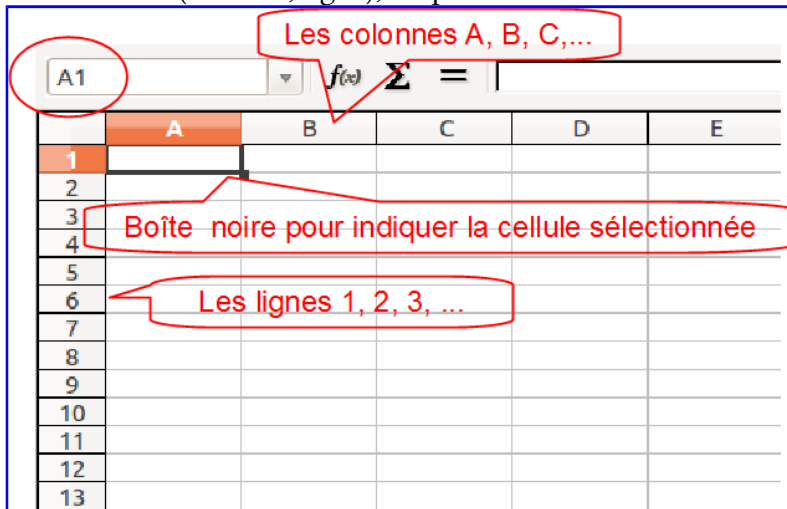 Les colonnes A, B, C,...
A1 f(x) Σ =
A B C D E
1
2
3
Boîte noire pour indiquer la cellule sélectionnée
4
5
6
Les lignes 1, 2, 3, ...
7
8
9
10
11
12
13